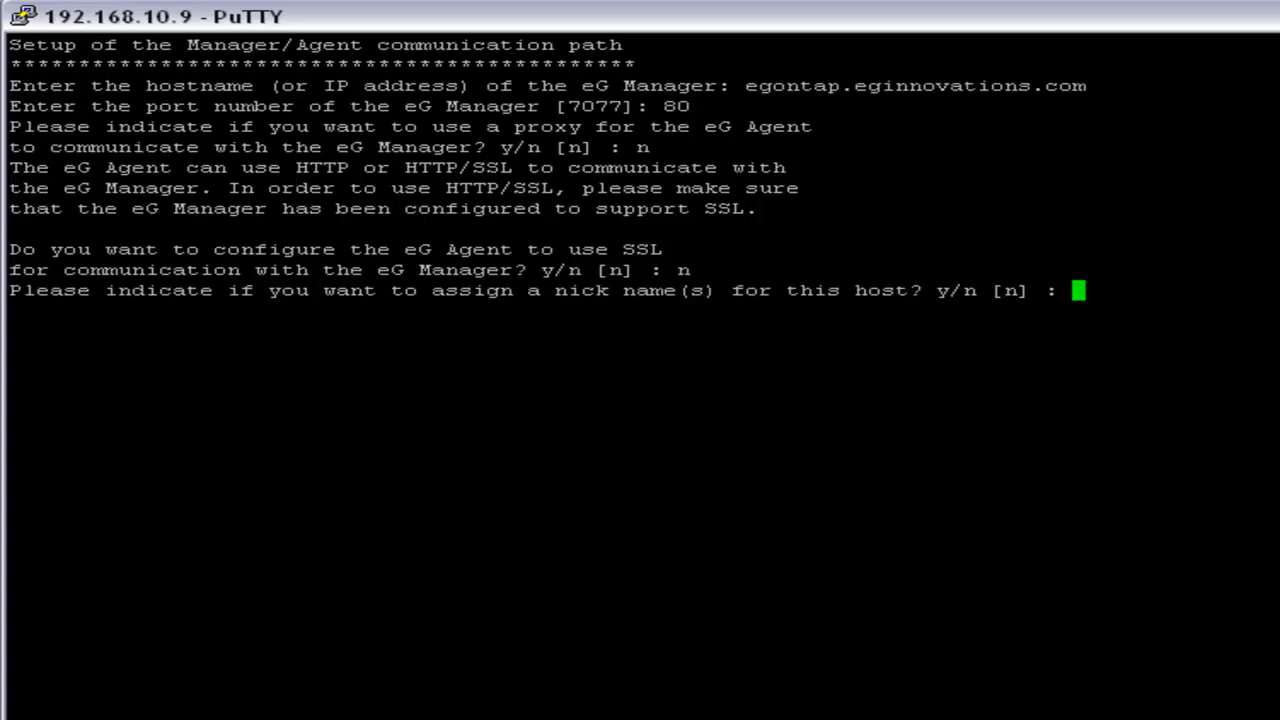 192.168.10.9 - PuTTY
Setup of the Manager/Agent communication path
**********************************************
Enter the hostname (or IP address) of the eG Manager: egontap.eginnovations.com
Enter the port number of the eG Manager [7077]: 80
Please indicate if you want to use a proxy for the eG Agent
to communicate with the eG Manager? y/n [n] : n
The eG Agent can use HTTP or HTTP/SSL to communicate with
the eG Manager. In order to use HTTP/SSL, please make sure
that the eG Manager has been configured to support SSL.
Do you want to configure the eG Agent to use SSL
for communication with the eG Manager? y/n [n] : n
Please indicate if you want to assign a nick name(s) for this host? y/n [n] :